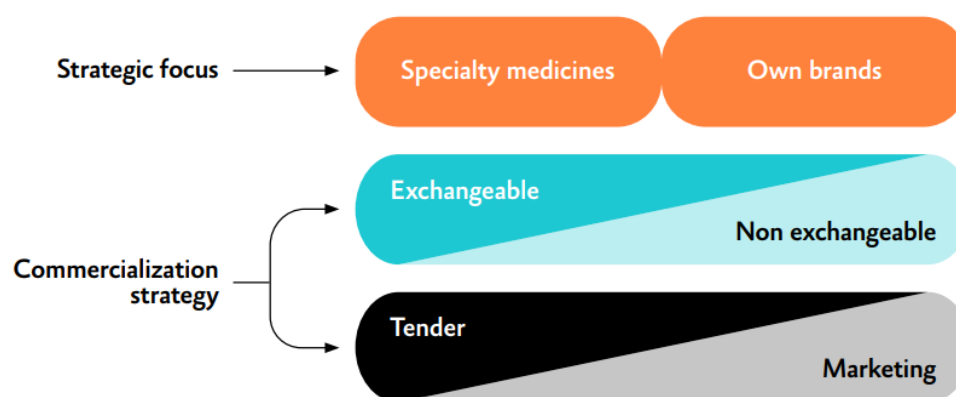 Strategic focus
Specialty medicines
Own brands
Exchangeable
Non exchangeable
Commercialization
strategy
Tender
Marketing